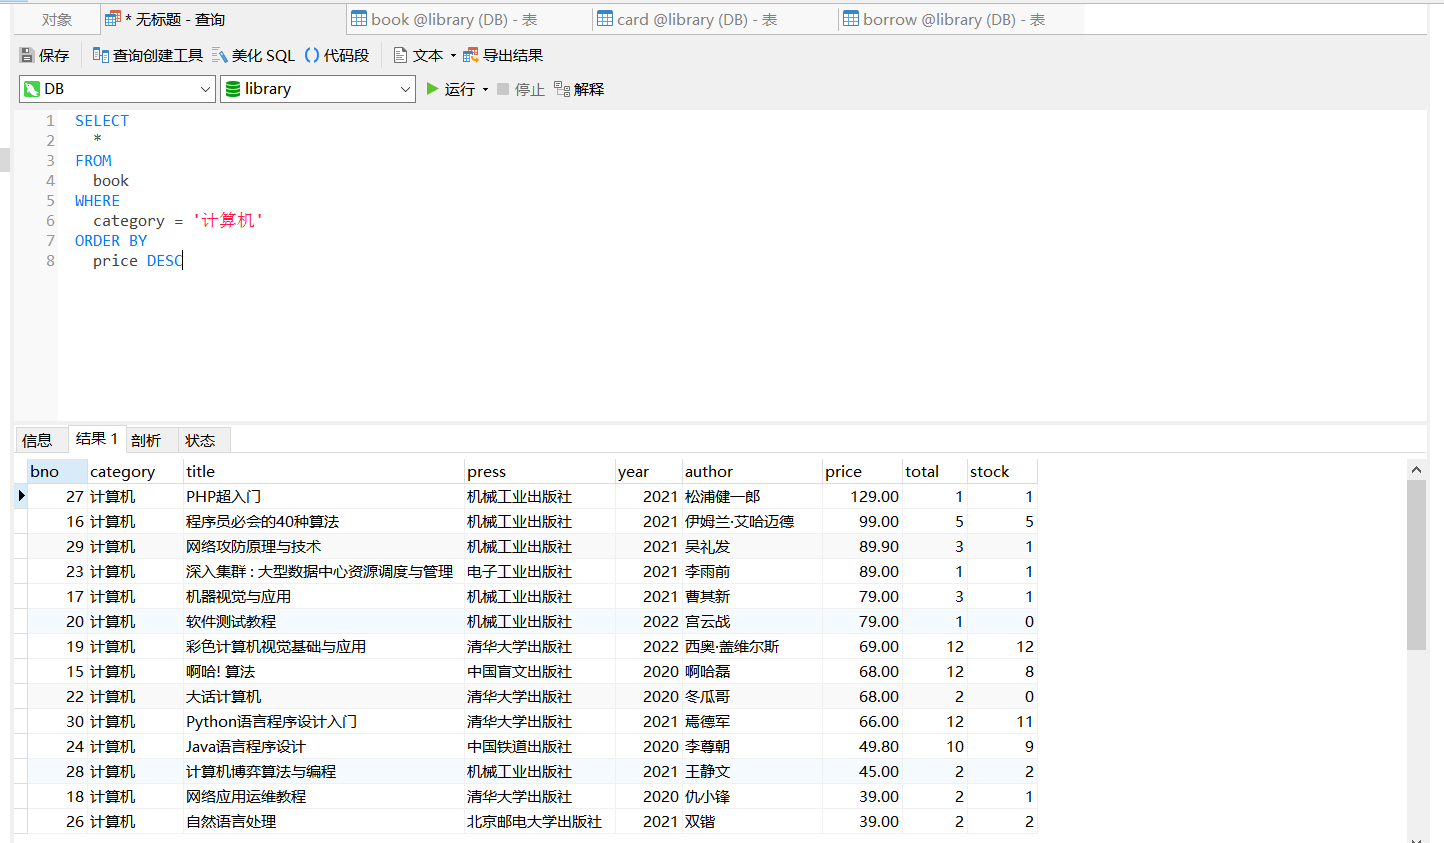 对象 * 无标题 - 查询 book @library (DB) - 表 card @library (DB) - 表 borrow @library (DB) - 表
保存 查询创建工具 美化 SQL () 代码段 文本 导出结果
DB library 运行 停止 解释
1 SELECT
2 *
3 FROM
4 book
5 WHERE
6 category = '计算机'
7 ORDER BY
8 price DESC
信息 结果 1 剖析 状态
bno category title press year author price total stock
27 计算机 PHP超入门 机械工业出版社 2021 松浦健一郎 129.00 1 1
16 计算机 程序员必会的40种算法 机械工业出版社 2021 伊姆兰·艾哈迈德 99.00 5 5
29 计算机 网络攻防原理与技术 机械工业出版社 2021 吴礼发 89.90 3 1
23 计算机 深入集群 : 大型数据中心资源调度与管理 电子工业出版社 2021 李雨前 89.00 1 1
17 计算机 机器视觉与应用 机械工业出版社 2021 曹其新 79.00 3 1
20 计算机 软件测试教程 机械工业出版社 2022 宫云战 79.00 1 0
19 计算机 彩色计算机视觉基础与应用 清华大学出版社 2022 西奥·盖维尔斯 69.00 12 12
15 计算机 啊哈! 算法 中国盲文出版社 2020 啊哈磊 68.00 12 8
22 计算机 大话计算机 清华大学出版社 2020 冬瓜哥 68.00 2 0
30 计算机 Python语言程序设计入门 清华大学出版社 2021 焉德军 66.00 12 11
24 计算机 Java语言程序设计 中国铁道出版社 2020 李尊朝 49.80 10 9
28 计算机 计算机博弈算法与编程 机械工业出版社 2021 王静文 45.00 2 2
18 计算机 网络应用运维教程 清华大学出版社 2020 仇小锋 39.00 2 1
26 计算机 自然语言处理 北京邮电大学出版社 2021 双锴 39.00 2 2